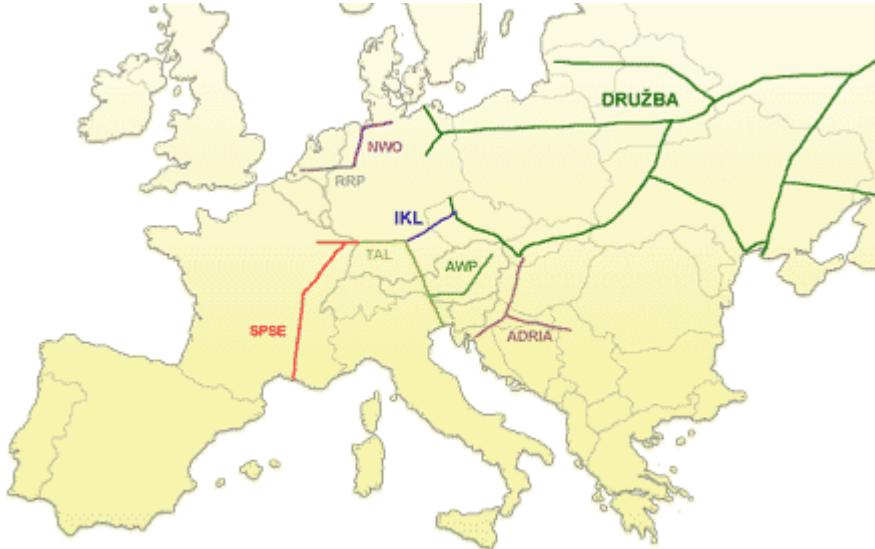 DRUŽBA
NWO
RRP
IKL
TAL
AWP
SPSE
ADRIA